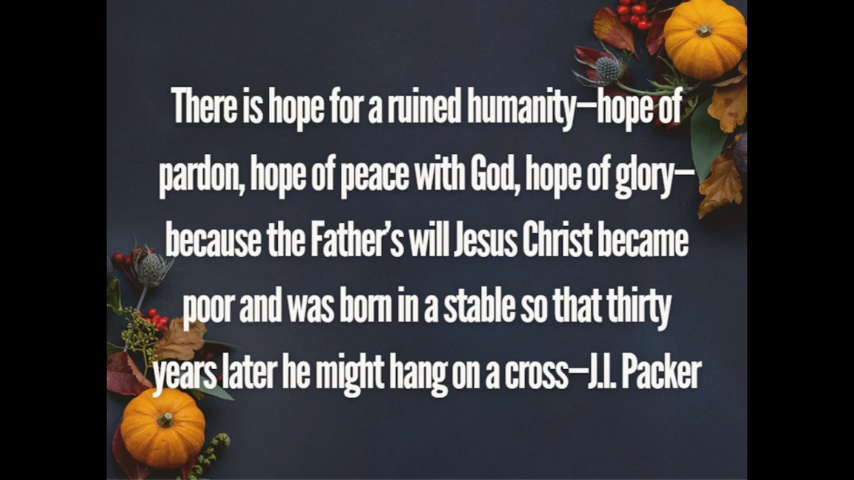 There is hope for a ruined humanity—hope of
pardon, hope of peace with God, hope of glory—
because the Father’s will Jesus Christ became
poor and was born in a stable so that thirty
years later he might hang on a cross—J.I. Packer